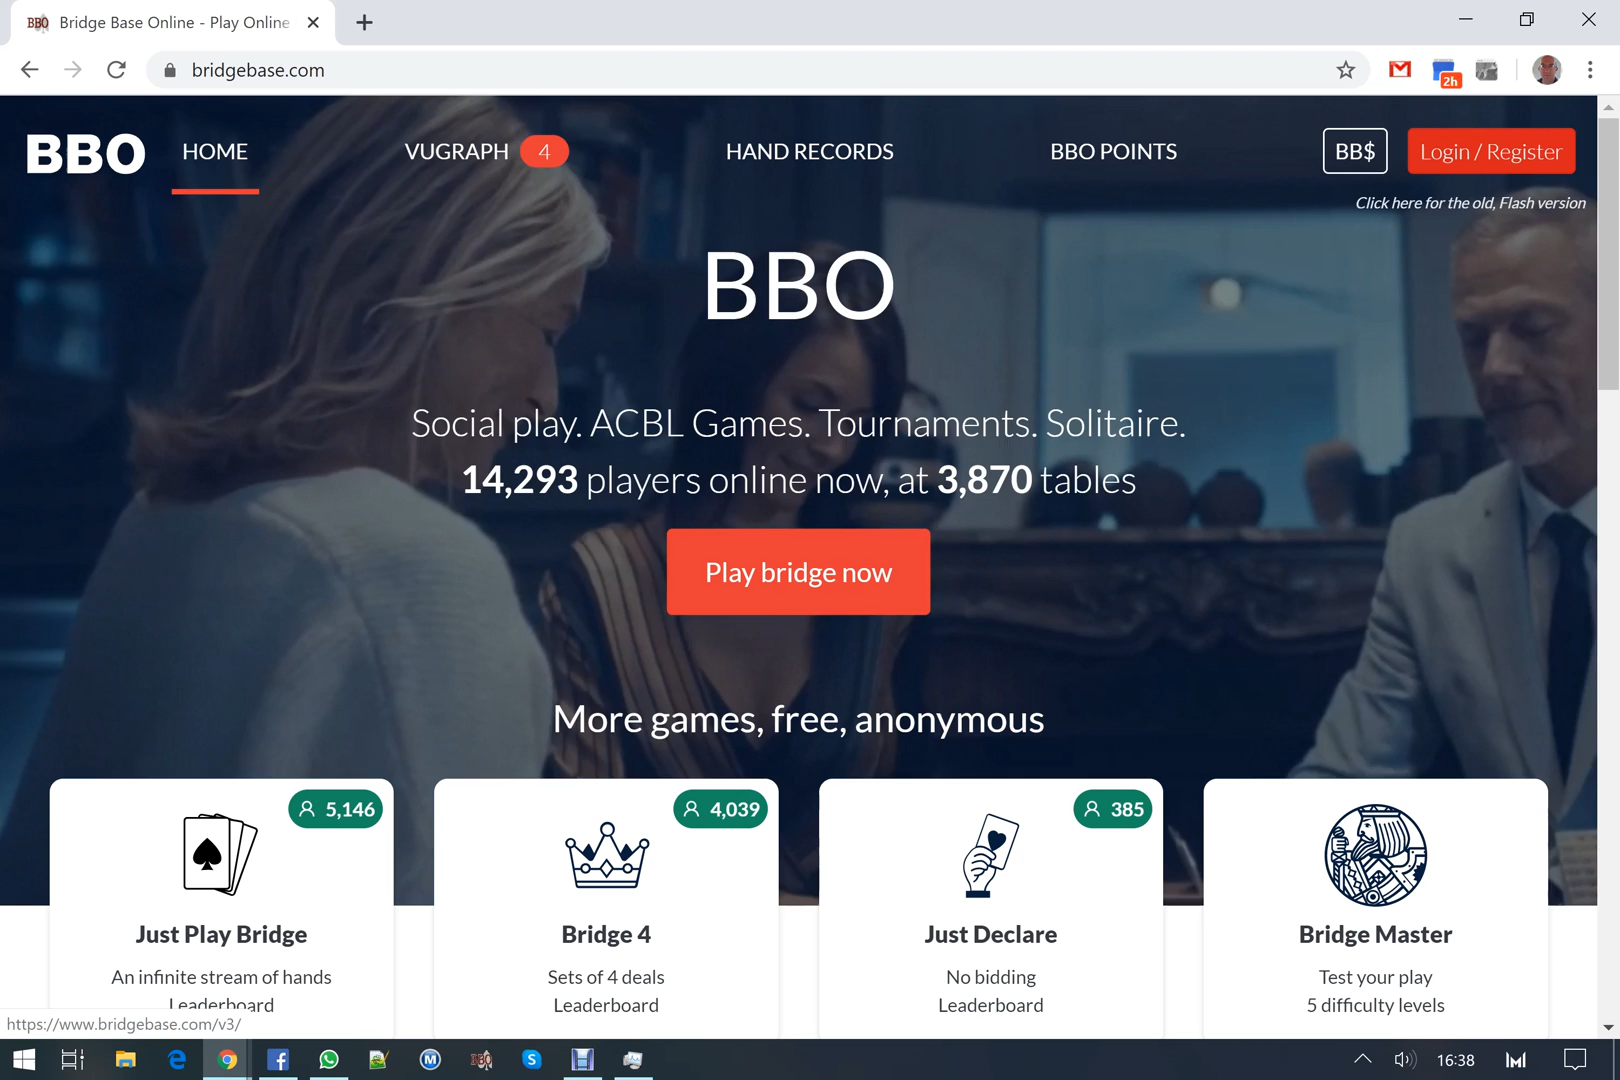 Bridge Base Online - Play Online
bridgebase.com
2h
BBO
HOME
VUGRAPH 4
HAND RECORDS
BBO POINTS
BB$
Login / Register
Click here for the old, Flash version
BBO
Social play. ACBL Games. Tournaments. Solitaire.
14,293 players online now, at 3,870 tables
Play bridge now
More games, free, anonymous
5,146
Just Play Bridge
An infinite stream of hands
Leaderboard
4,039
Bridge 4
Sets of 4 deals
Leaderboard
385
Just Declare
No bidding
Leaderboard
Bridge Master
Test your play
5 difficulty levels
https://www.bridgebase.com/v3/
16:38